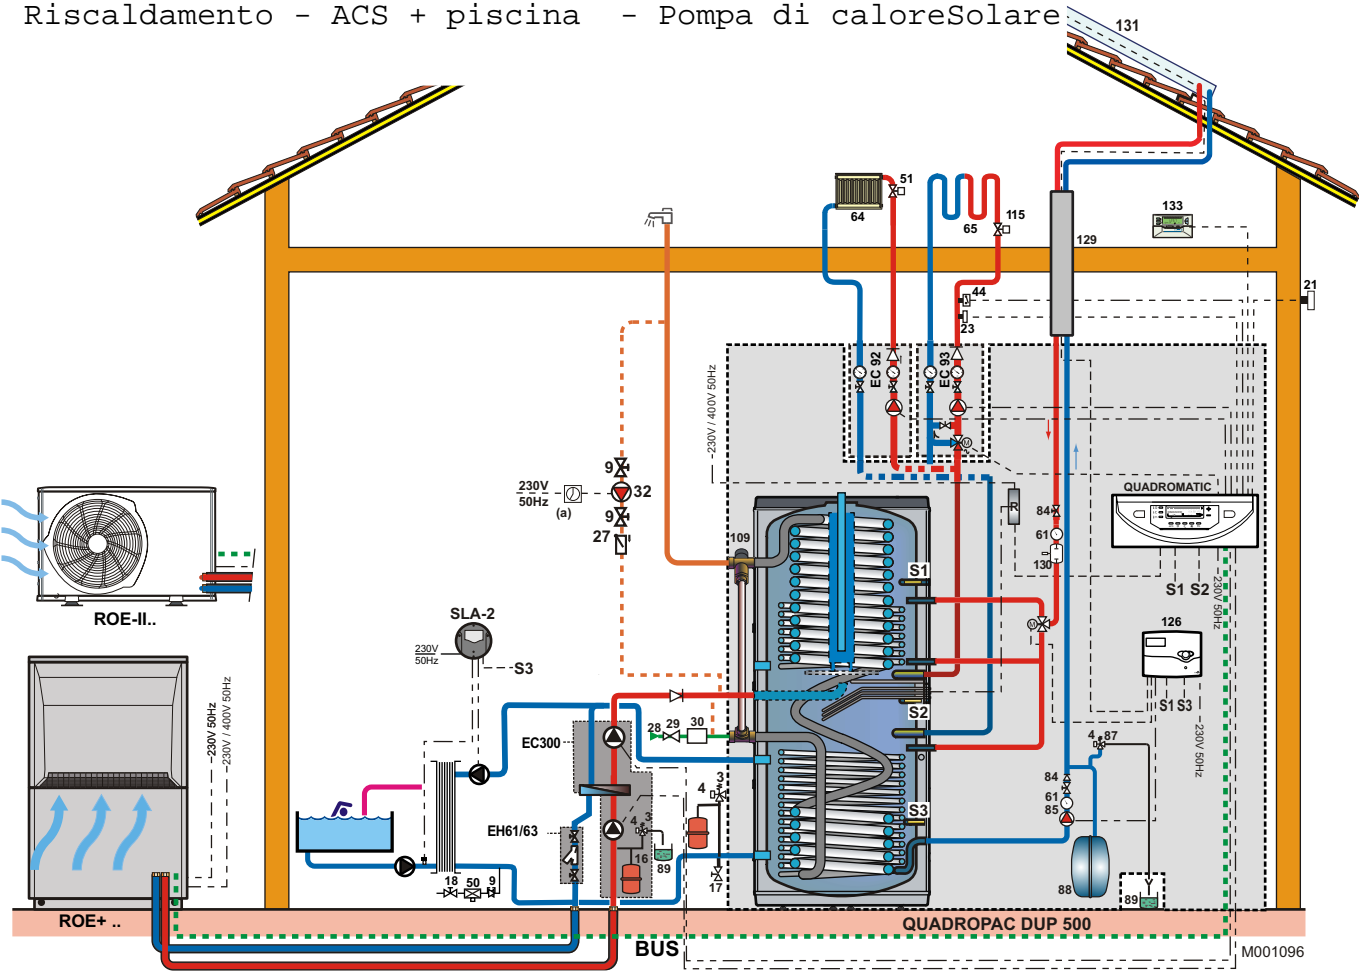 Riscaldamento - ACS + piscina - Pompa di caloreSolare
131
51
64
65
115
133
129
44
23
21
EC 92
EC 93
230V / 400V 50Hz
M
9
230V
50Hz
(a)
32
9
27
R
84
61
130
QUADROMATIC
109
S1
S1 S2
230V 50Hz
M
126
ROE-II..
SLA-2
230V
50Hz
S3
S2
S1 S3
230V 50Hz
28 29 30
EC300
4 87
230V 50Hz
230V / 400V 50Hz
3
4
84
61
85
S3
EH61/63
4 3
16
89
18 50 9
17
88
89
ROE+ ..
QUADROPAC DUP 500
BUS
M001096